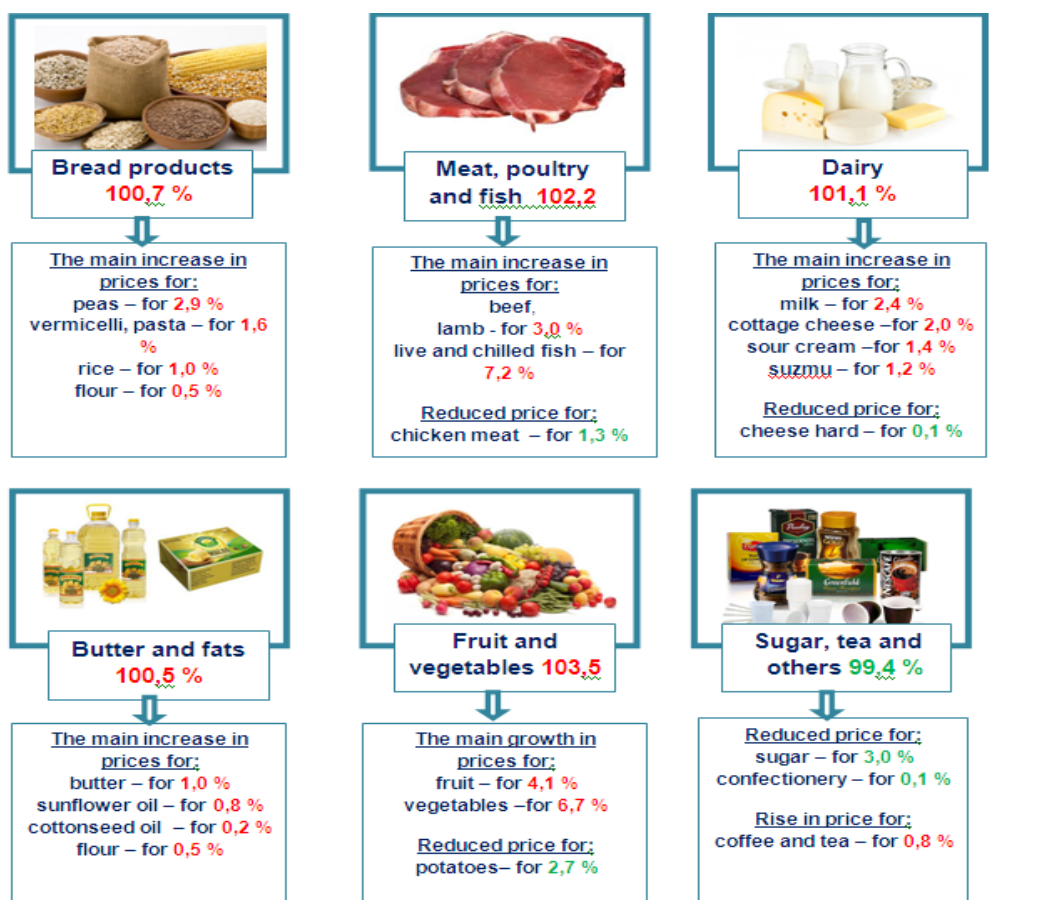 Bread products
100,7 %
The main increase in
prices for:
peas – for 2,9 %
vermicelli, pasta – for 1,6
%
rice – for 1,0 %
flour – for 0,5 %
Meat, poultry
and fish 102,2
The main increase in
prices for:
beef,
lamb - for 3,0 %
live and chilled fish – for
7,2 %
Reduced price for:
chicken meat – for 1,3 %
Dairy
101,1 %
The main increase in
prices for:
milk – for 2,4 %
cottage cheese –for 2,0 %
sour cream –for 1,4 %
suzmu – for 1,2 %
Reduced price for:
cheese hard – for 0,1 %
Butter and fats
100,5 %
The main increase in
prices for:
butter – for 1,0 %
sunflower oil – for 0,8 %
cottonseed oil – for 0,2 %
flour – for 0,5 %
Fruit and
vegetables 103,5
The main growth in
prices for:
fruit – for 4,1 %
vegetables –for 6,7 %
Reduced price for:
potatoes– for 2,7 %
Greenfield
NESCAFE
Sugar, tea and
others 99,4 %
Reduced price for:
sugar – for 3,0 %
confectionery – for 0,1 %
Rise in price for:
coffee and tea – for 0,8 %